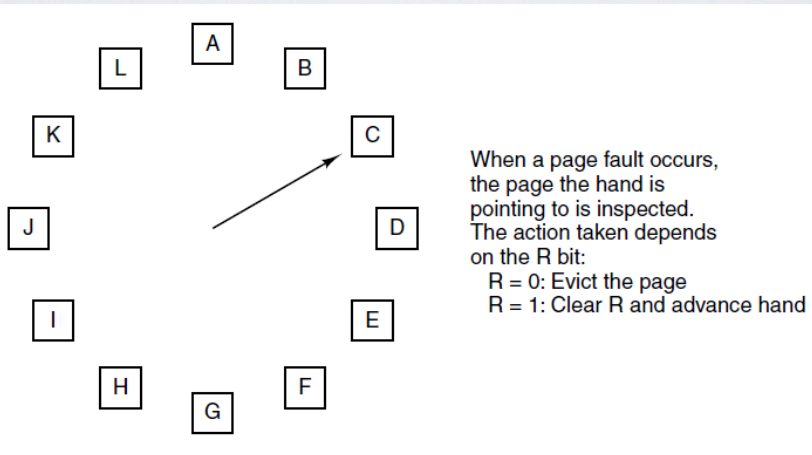 A
L
B
K
C
J
D
I
E
H
F
G
When a page fault occurs,
the page the hand is
pointing to is inspected.
The action taken depends
on the R bit:
R = 0: Evict the page
R = 1: Clear R and advance hand